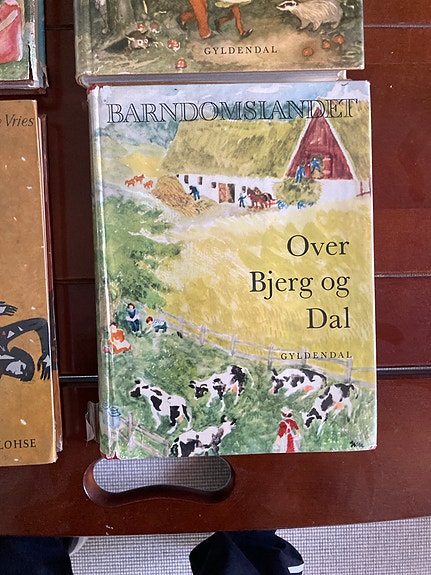 GYLDENDAL
Vries
BARNDOMSLANDET
Over
Bjerg og
Dal
GYLDENDAL
LOHSE